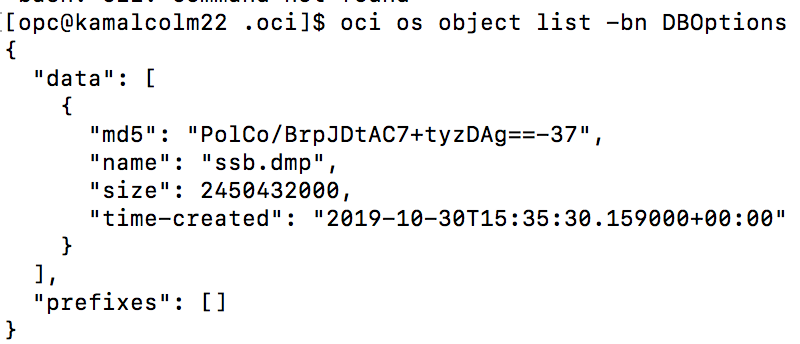 [opc@kamalcolm22 .oci]$ oci os object list -bn DBOptions
{
  "data": [
    {
      "md5": "PolCo/BrpJDtAC7+tyzDAg==-37",
      "name": "ssb.dmp",
      "size": 2450432000,
      "time-created": "2019-10-30T15:35:30.159000+00:00"
    }
  ],
  "prefixes": []
}